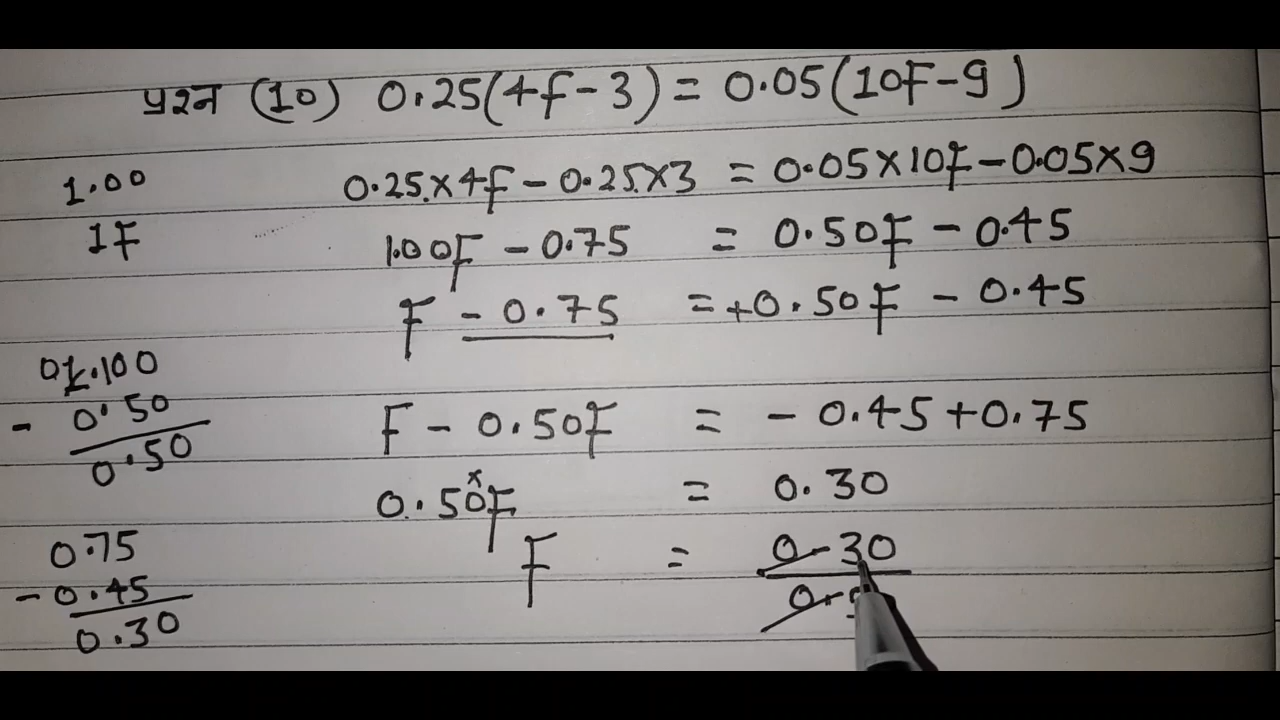 प्रश्न (10) 0.25(4f-3) = 0.05(10F-9)
1.00 0.25×4f - 0.25×3 = 0.05×10F - 0.05×9
1F 1.00F - 0.75 = 0.50F - 0.45
F - 0.75 = +0.50F - 0.45
.100
- 0.50
0.50
F - 0.50F = - 0.45 + 0.75
0.50F = 0.30
0.75
- 0.45
0.30
F = 0.30
0.